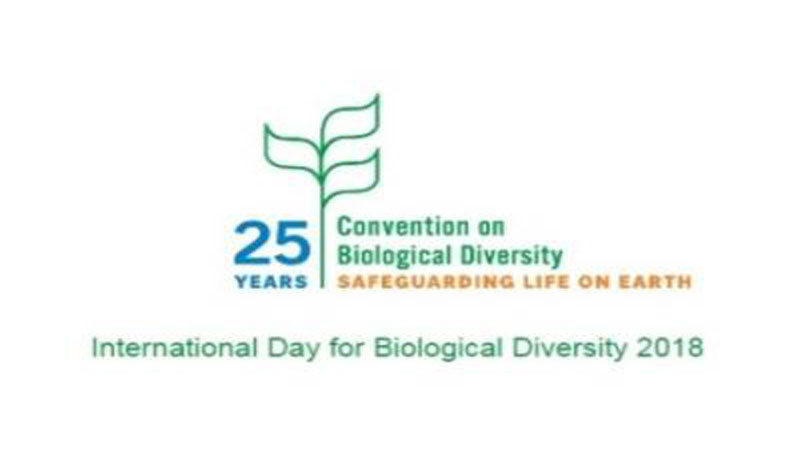 25
YEARS
Convention on
Biological Diversity
SAFEGUARDING LIFE ON EARTH
International Day for Biological Diversity 2018